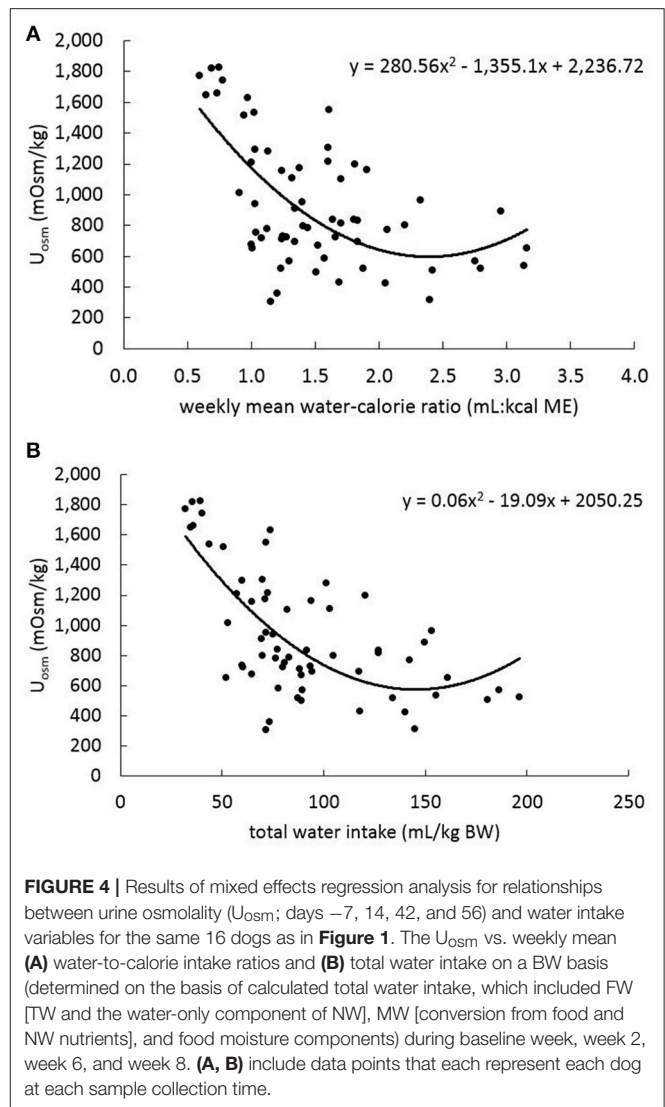 A
2,000
1,800
1,600
1,400
1,200
1,000
800
600
400
200
0
U_osm (mOsm/kg)
y = 280.56x² - 1,355.1x + 2,236.72
0.0 0.5 1.0 1.5 2.0 2.5 3.0 3.5 4.0
weekly mean water-calorie ratio (mL:kcal ME)
B
2,000
1,800
1,600
1,400
1,200
1,000
800
600
400
200
0
U_osm (mOsm/kg)
y = 0.06x² - 19.09x + 2050.25
0 50 100 150 200 250
total water intake (mL/kg BW)
FIGURE 4 | Results of mixed effects regression analysis for relationships
between urine osmolality (U_osm; days −7, 14, 42, and 56) and water intake
variables for the same 16 dogs as in Figure 1. The U_osm vs. weekly mean
(A) water-to-calorie intake ratios and (B) total water intake on a BW basis
(determined on the basis of calculated total water intake, which included FW
[TW and the water-only component of NW], MW [conversion from food and
NW nutrients], and food moisture components) during baseline week, week 2,
week 6, and week 8. (A, B) include data points that each represent each dog
at each sample collection time.